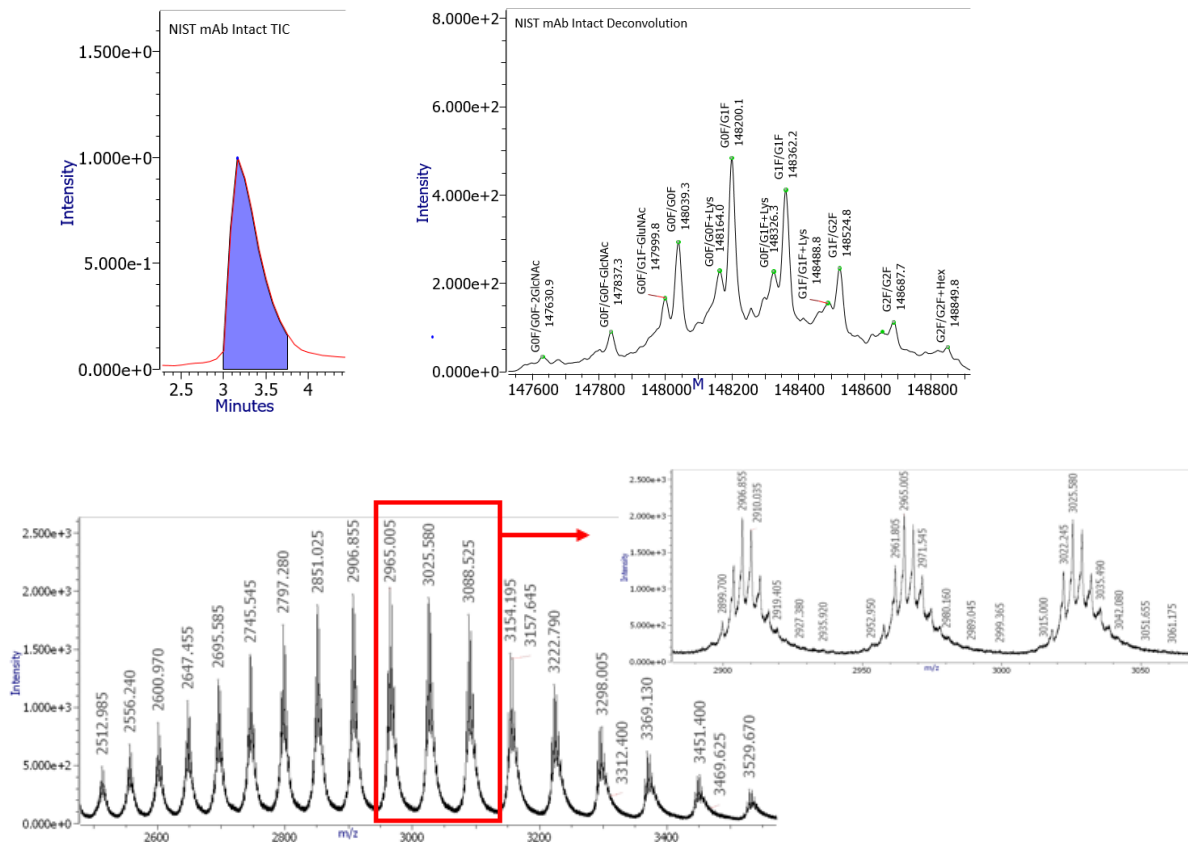 NIST mAb Intact TIC
1.500e+0
1.000e+0
5.000e-1
0.000e+0
Intensity
2.5
3
3.5
4
Minutes
NIST mAb Intact Deconvolution
8.000e+2
6.000e+2
4.000e+2
2.000e+2
0.000e+0
Intensity
G0F/G0F-2GlcNAc
147630.9
G0F/G0F-GlcNAc
147837.3
G0F/G1F-GluNAc
147999.8
G0F/G0F
148039.3
G0F/G0F+Lys
148164.0
G0F/G1F
148200.1
G0F/G1F+Lys
148326.3
G1F/G1F
148362.2
G1F/G1F+Lys
148488.8
G1F/G2F
148524.8
G2F/G2F
148687.7
G2F/G2F+Hex
148849.8
147600
147800
148000
148200
148400
148600
148800
M
2.500e+3
2.000e+3
1.500e+3
1.000e+3
5.000e+2
0.000e+0
Intensity
2512.985
2556.240
2600.970
2647.455
2695.585
2745.545
2797.280
2851.025
2906.855
2965.005
3025.580
3088.525
3154.195
3157.645
3222.790
3298.005
3312.400
3369.130
3451.400
3469.625
3529.670
2600
2800
3000
3200
3400
m/z
2.500e+3
2.000e+3
1.500e+3
1.000e+3
5.000e+2
0.000e+0
Intensity
2899.700
2906.855
2910.035
2919.405
2927.380
2935.920
2952.950
2961.805
2965.005
2971.545
2980.160
2989.045
2999.365
3015.000
3022.245
3025.580
3035.490
3042.080
3051.655
3061.175
2900
2950
3000
3050
m/z